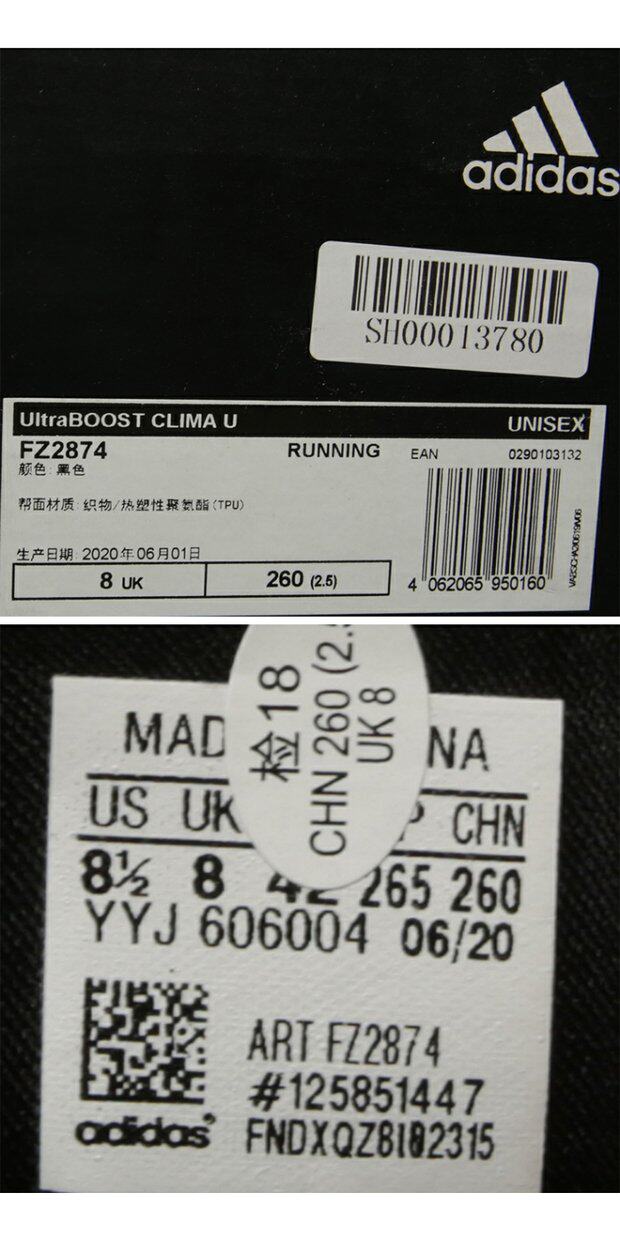 adidas
SH00013780
UltraBOOST CLIMA U UNISEX
FZ2874 RUNNING EAN 0290103132
颜色: 黑色
帮面材质: 织物/热塑性聚氨酯(TPU)
生产日期: 2020年06月01日
8 UK 260 (2.5)
4 062065 950160
检18
CHN 260 (2.5
UK 8
MAD NA
US UK P CHN
8½ 8 42 265 260
YYJ 606004 06/20
ART FZ2874
#125851447
adidas